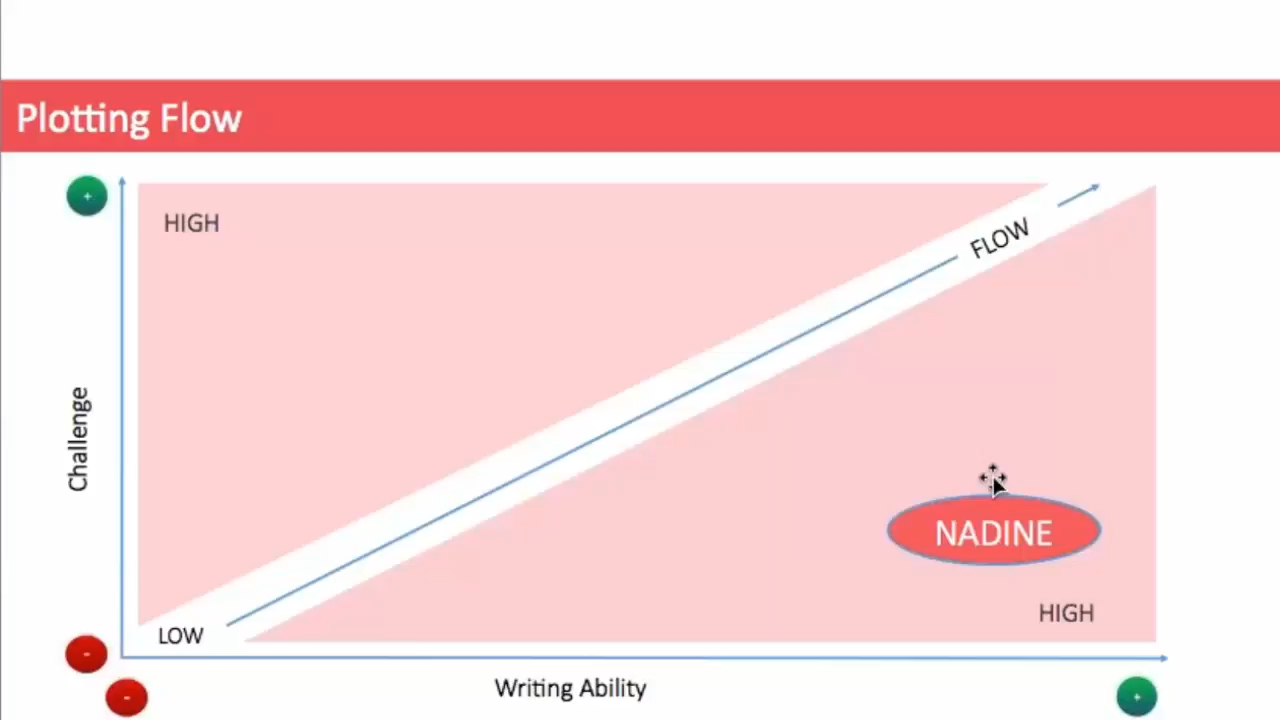 Plotting Flow
+
HIGH
FLOW
Challenge
NADINE
HIGH
LOW
-
-
Writing Ability
+